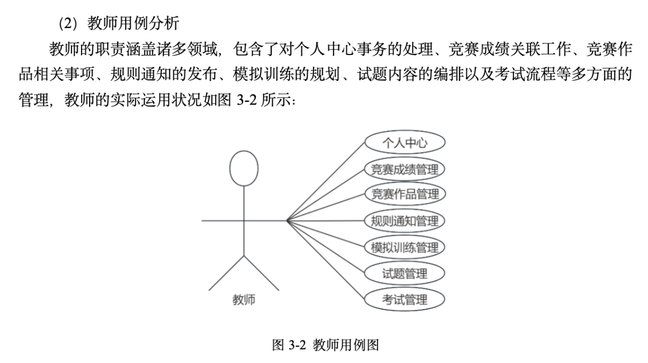 （2）教师用例分析
教师的职责涵盖诸多领域，包含了对个人中心事务的处理、竞赛成绩关联工作、竞赛作
品相关事项、规则通知的发布、模拟训练的规划、试题内容的编排以及考试流程等多方面的
管理，教师的实际运用状况如图 3-2 所示：
个人中心
竞赛成绩管理
竞赛作品管理
规则通知管理
模拟训练管理
试题管理
考试管理
教师
图 3-2 教师用例图